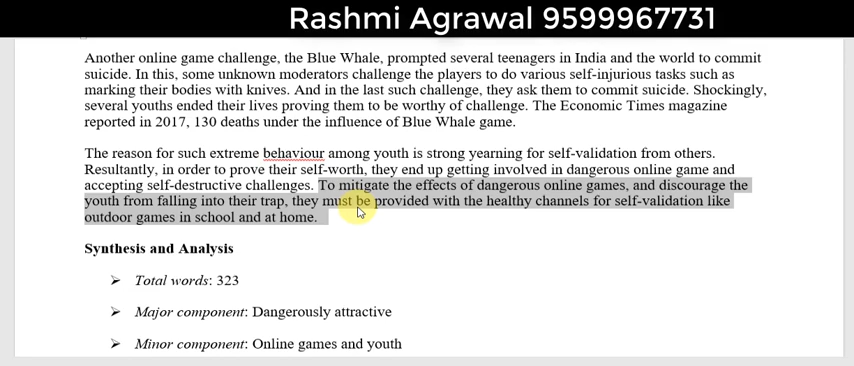 Rashmi Agrawal 9599967731
Another online game challenge, the Blue Whale, prompted several teenagers in India and the world to commit
suicide. In this, some unknown moderators challenge the players to do various self-injurious tasks such as
marking their bodies with knives. And in the last such challenge, they ask them to commit suicide. Shockingly,
several youths ended their lives proving them to be worthy of challenge. The Economic Times magazine
reported in 2017, 130 deaths under the influence of Blue Whale game.
The reason for such extreme behaviour among youth is strong yearning for self-validation from others.
Resultantly, in order to prove their self-worth, they end up getting involved in dangerous online game and
accepting self-destructive challenges. To mitigate the effects of dangerous online games, and discourage the
youth from falling into their trap, they must be provided with the healthy channels for self-validation like
outdoor games in school and at home.
Synthesis and Analysis
➢ Total words: 323
➢ Major component: Dangerously attractive
➢ Minor component: Online games and youth